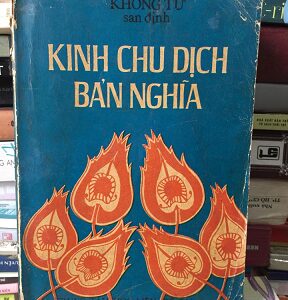 KHỔNG TỬ
san định
KINH CHU DỊCH
BẢN NGHĨA